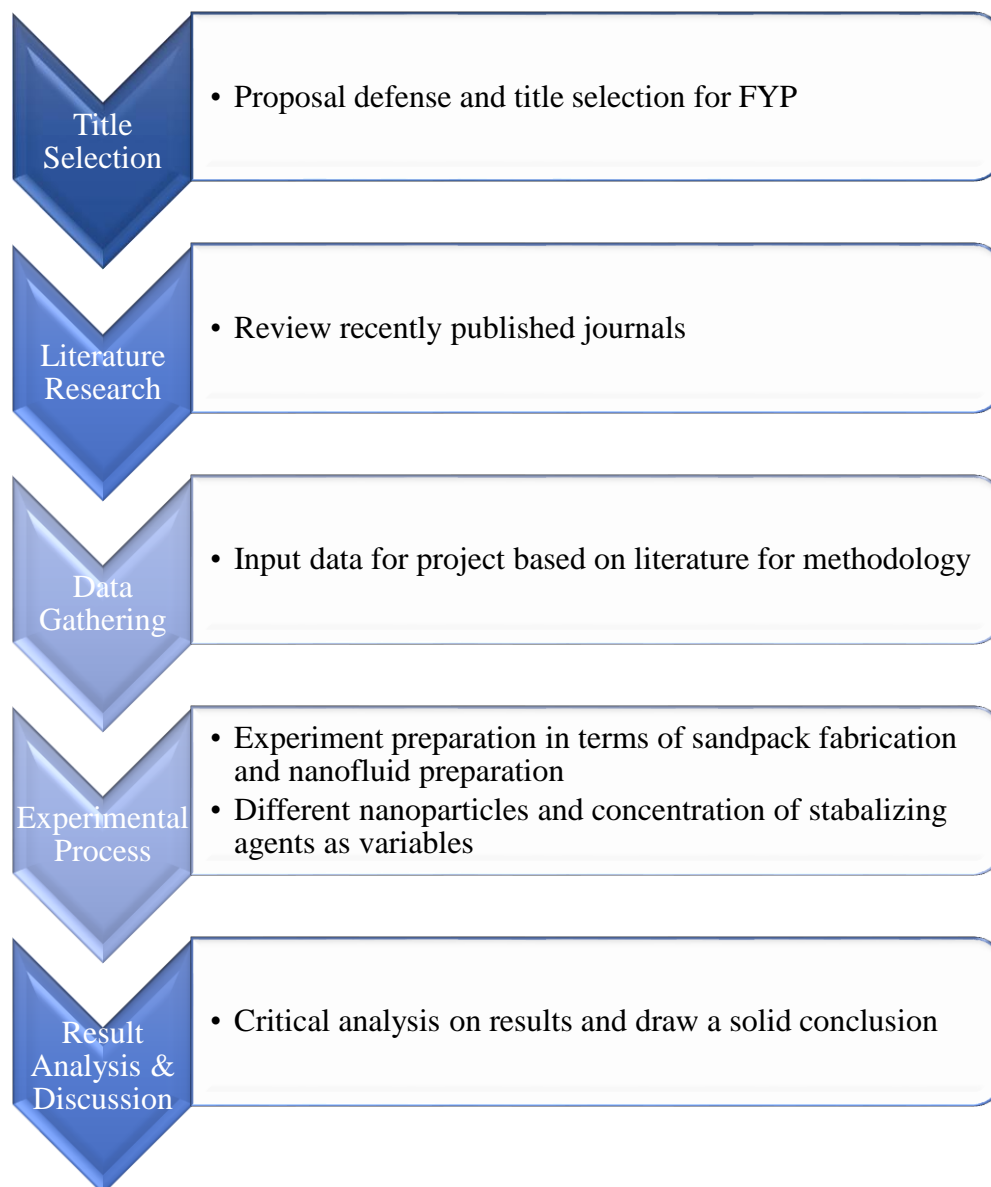 Title
Selection
• Proposal defense and title selection for FYP
Literature
Research
• Review recently published journals
Data
Gathering
• Input data for project based on literature for methodology
Experimental
Process
• Experiment preparation in terms of sandpack fabrication
and nanofluid preparation
• Different nanoparticles and concentration of stabalizing
agents as variables
Result
Analysis &
Discussion
• Critical analysis on results and draw a solid conclusion